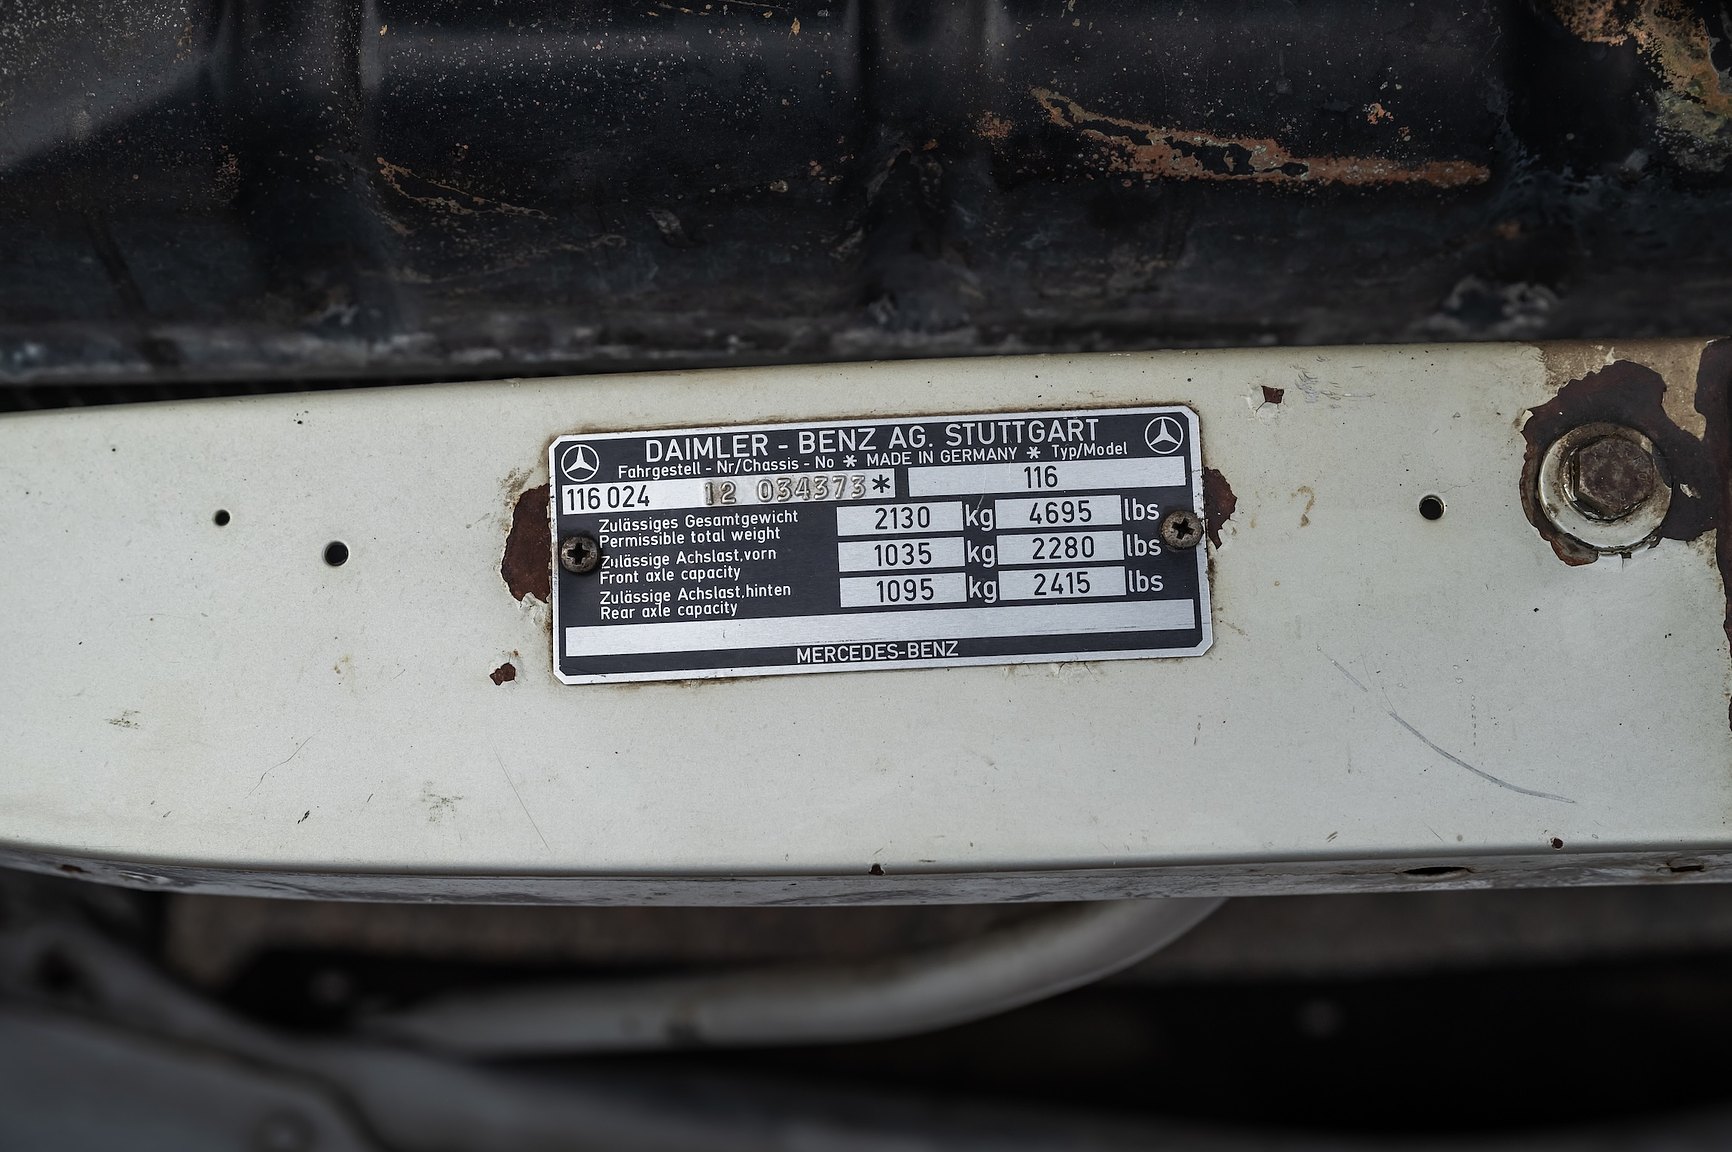 DAIMLER - BENZ AG. STUTTGART
Fahrgestell - Nr/Chassis - No * MADE IN GERMANY * Typ/Model
116 024 12 034373* 116
Zulässiges Gesamtgewicht
Permissible total weight 2130 kg 4695 lbs
Zulässige Achslast,vorn
Front axle capacity 1035 kg 2280 lbs
Zulässige Achslast,hinten
Rear axle capacity 1095 kg 2415 lbs
MERCEDES-BENZ